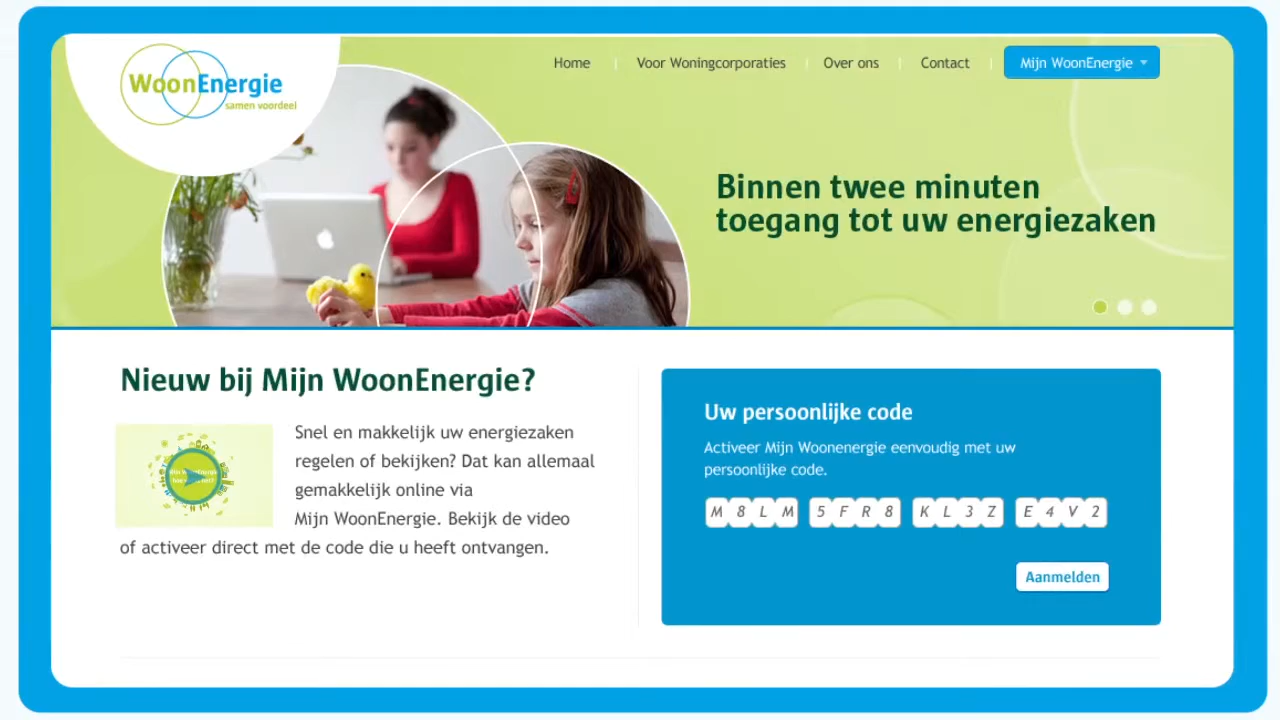 WoonEnergie
samen voordeel
Home
Voor Woningcorporaties
Over ons
Contact
Mijn WoonEnergie
Binnen twee minuten
toegang tot uw energiezaken
Nieuw bij Mijn WoonEnergie?
Snel en makkelijk uw energiezaken
regelen of bekijken? Dat kan allemaal
gemakkelijk online via
Mijn WoonEnergie. Bekijk de video
of activeer direct met de code die u heeft ontvangen.
Uw persoonlijke code
Activeer Mijn Woonenergie eenvoudig met uw
persoonlijke code.
M 8 L M 5 F R 8 K L 3 Z E 4 V 2
Aanmelden